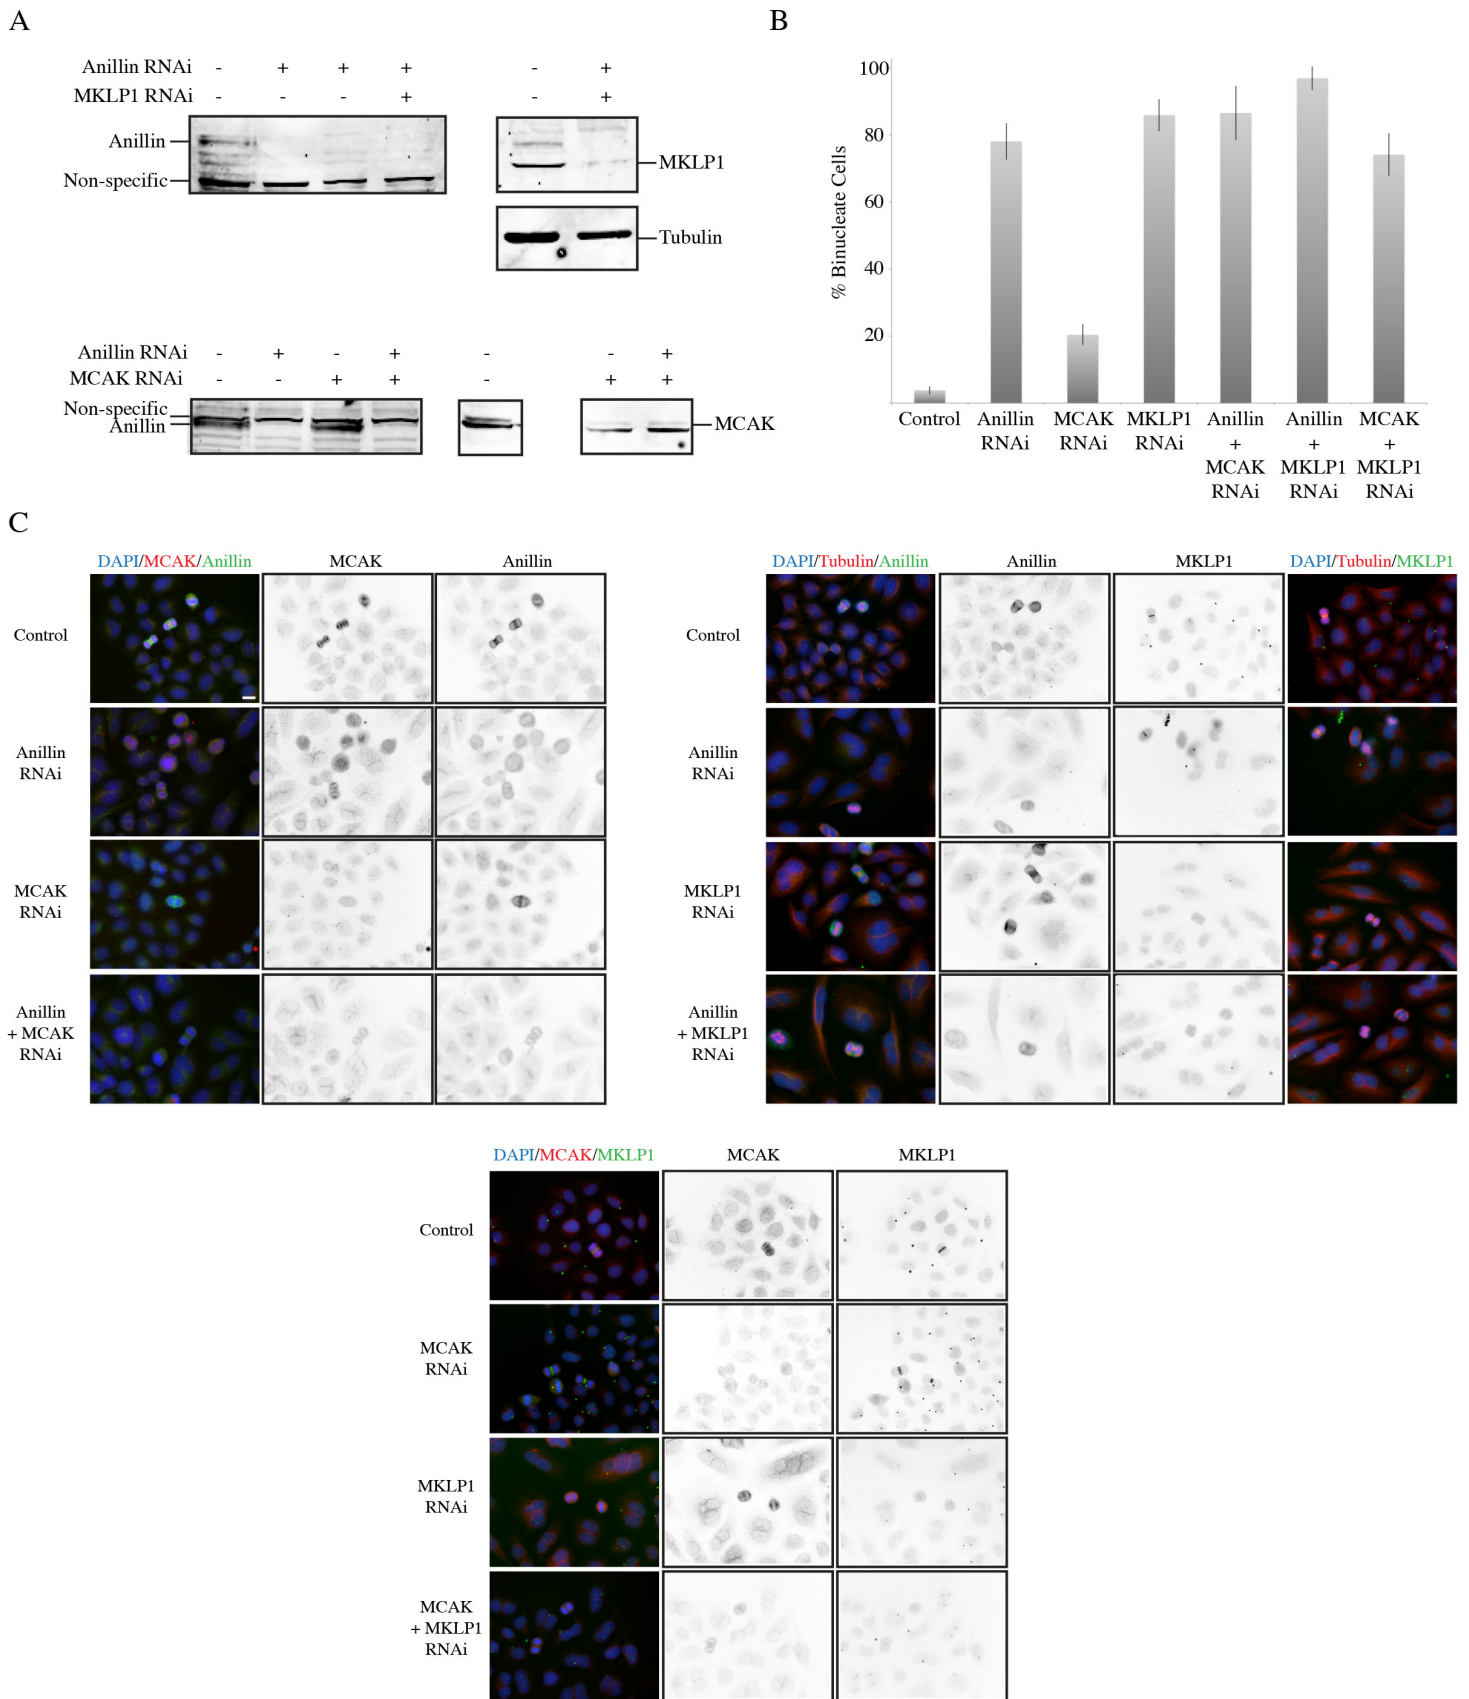 A
Anillin RNAi - + + +
MKLP1 RNAi - - - +
Anillin
Non-specific
- +
- +
MKLP1
Tubulin
Anillin RNAi - + - +
MCAK RNAi - - + +
Non-specific
Anillin
-
-
- +
+ +
MCAK
B
% Binucleate Cells
100
80
60
40
20
Control
Anillin
RNAi
MCAK
RNAi
MKLP1
RNAi
Anillin
+
MCAK
RNAi
Anillin
+
MKLP1
RNAi
MCAK
+
MKLP1
RNAi
C
DAPI/MCAK/Anillin
MCAK
Anillin
Control
Anillin
RNAi
MCAK
RNAi
Anillin
+ MCAK
RNAi
DAPI/Tubulin/Anillin
Anillin
MKLP1
DAPI/Tubulin/MKLP1
Control
Anillin
RNAi
MKLP1
RNAi
Anillin
+ MKLP1
RNAi
DAPI/MCAK/MKLP1
MCAK
MKLP1
Control
MCAK
RNAi
MKLP1
RNAi
MCAK
+ MKLP1
RNAi